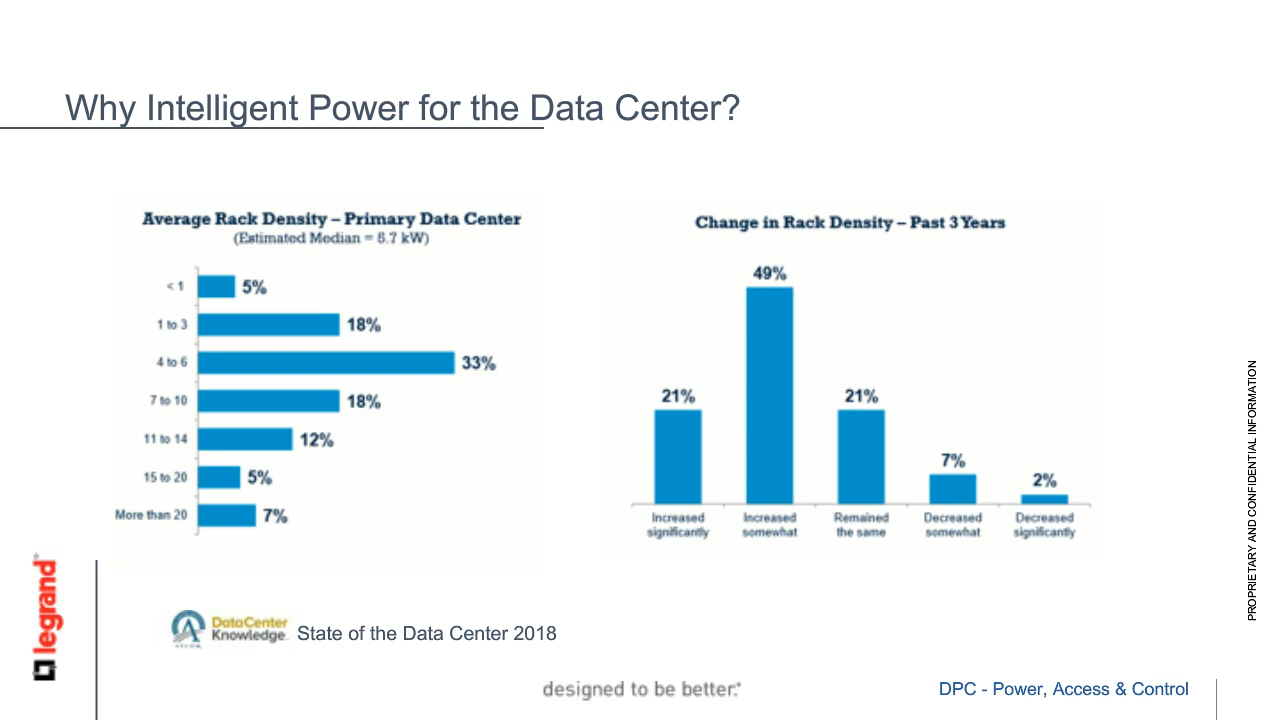 Why Intelligent Power for the Data Center?
Average Rack Density – Primary Data Center
(Estimated Median = 5.7 kW)
< 1
5%
1 to 3
18%
4 to 6
33%
7 to 10
18%
11 to 14
12%
15 to 20
5%
More than 20
7%
Change in Rack Density – Past 3 Years
21%
49%
21%
7%
2%
Increased
significantly
Increased
somewhat
Remained
the same
Decreased
somewhat
Decreased
significantly
PROPRIETARY AND CONFIDENTIAL INFORMATION
legrand®
AFCOM
DataCenter
Knowledge.
State of the Data Center 2018
designed to be better.™
DPC - Power, Access & Control